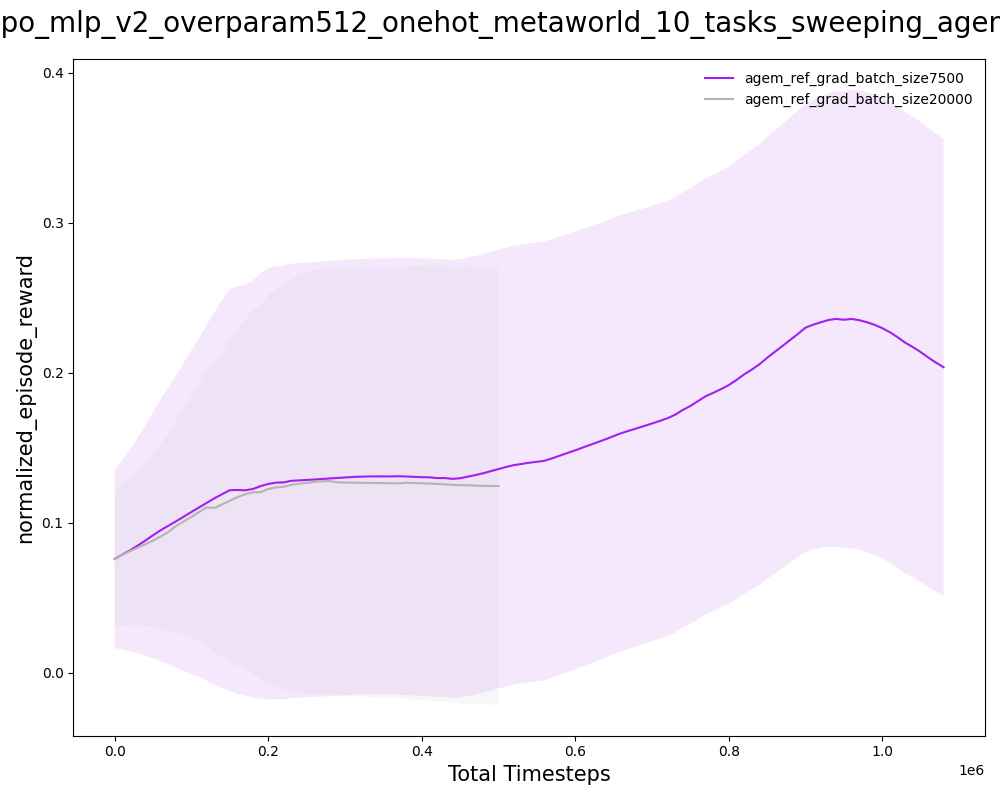 po_mlp_v2_overparam512_onehot_metaworld_10_tasks_sweeping_agem
agem_ref_grad_batch_size7500
agem_ref_grad_batch_size20000
normalized_episode_reward
0.4
0.3
0.2
0.1
0.0
0.0 0.2 0.4 0.6 0.8 1.0
1e6
Total Timesteps